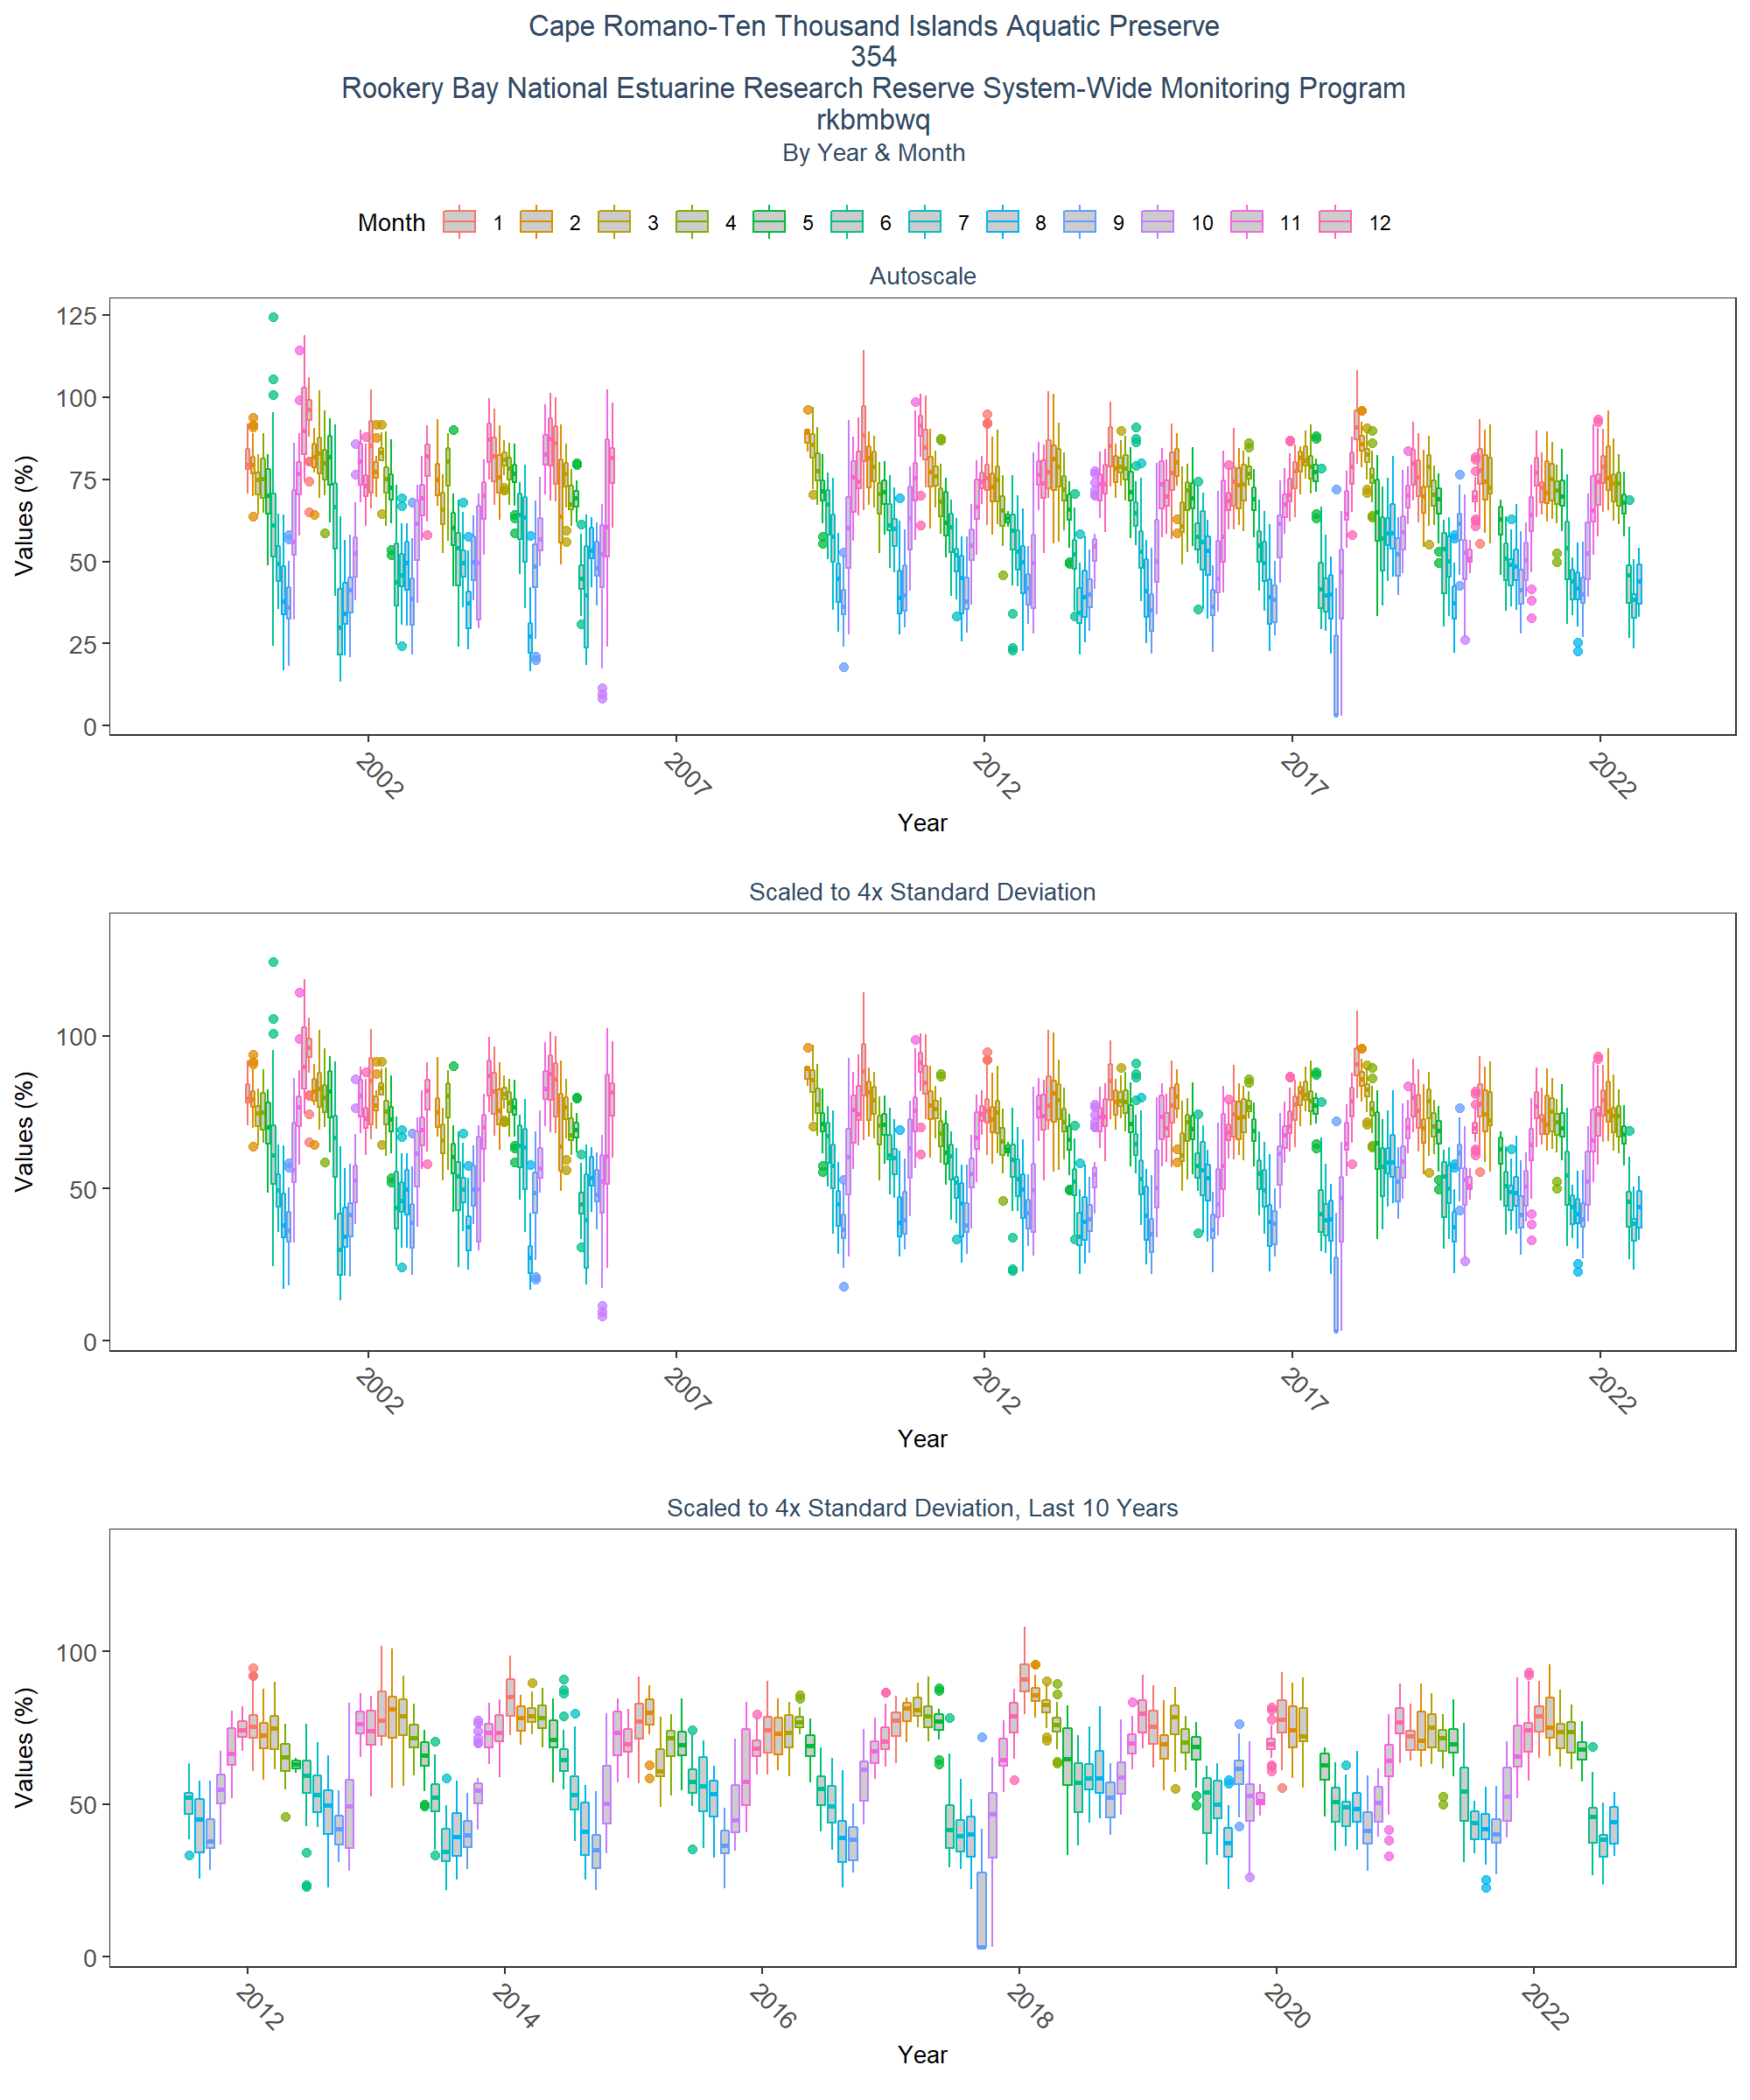 Cape Romano-Ten Thousand Islands Aquatic Preserve
354
Rookery Bay National Estuarine Research Reserve System-Wide Monitoring Program
rkbmbwq
By Year & Month
Month 1 2 3 4 5 6 7 8 9 10 11 12
Autoscale
Values (%)
125
100
75
50
25
0
2002 2007 2012 2017 2022
Year
Scaled to 4x Standard Deviation
Values (%)
100
50
0
2002 2007 2012 2017 2022
Year
Scaled to 4x Standard Deviation, Last 10 Years
Values (%)
100
50
0
2012 2014 2016 2018 2020 2022
Year